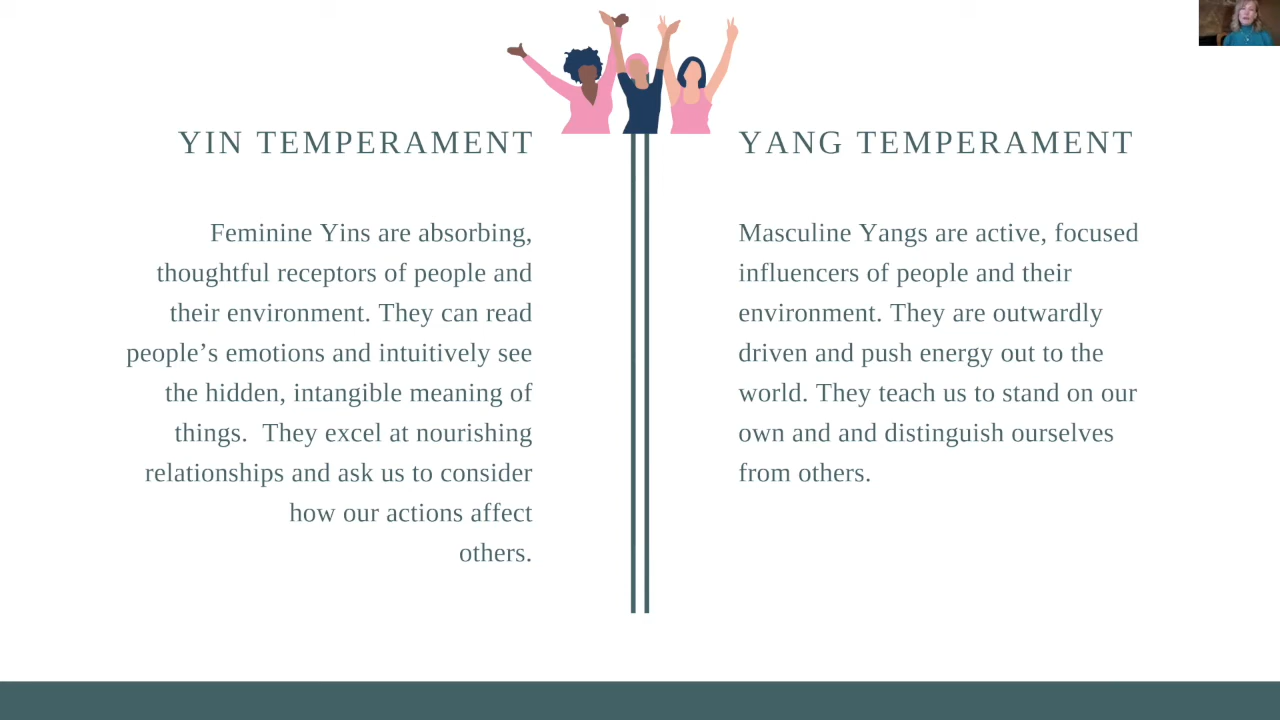 YIN TEMPERAMENT
Feminine Yins are absorbing,
thoughtful receptors of people and
their environment. They can read
people’s emotions and intuitively see
the hidden, intangible meaning of
things.  They excel at nourishing
relationships and ask us to consider
how our actions affect
others.
YANG TEMPERAMENT
Masculine Yangs are active, focused
influencers of people and their
environment. They are outwardly
driven and push energy out to the
world. They teach us to stand on our
own and and distinguish ourselves
from others.